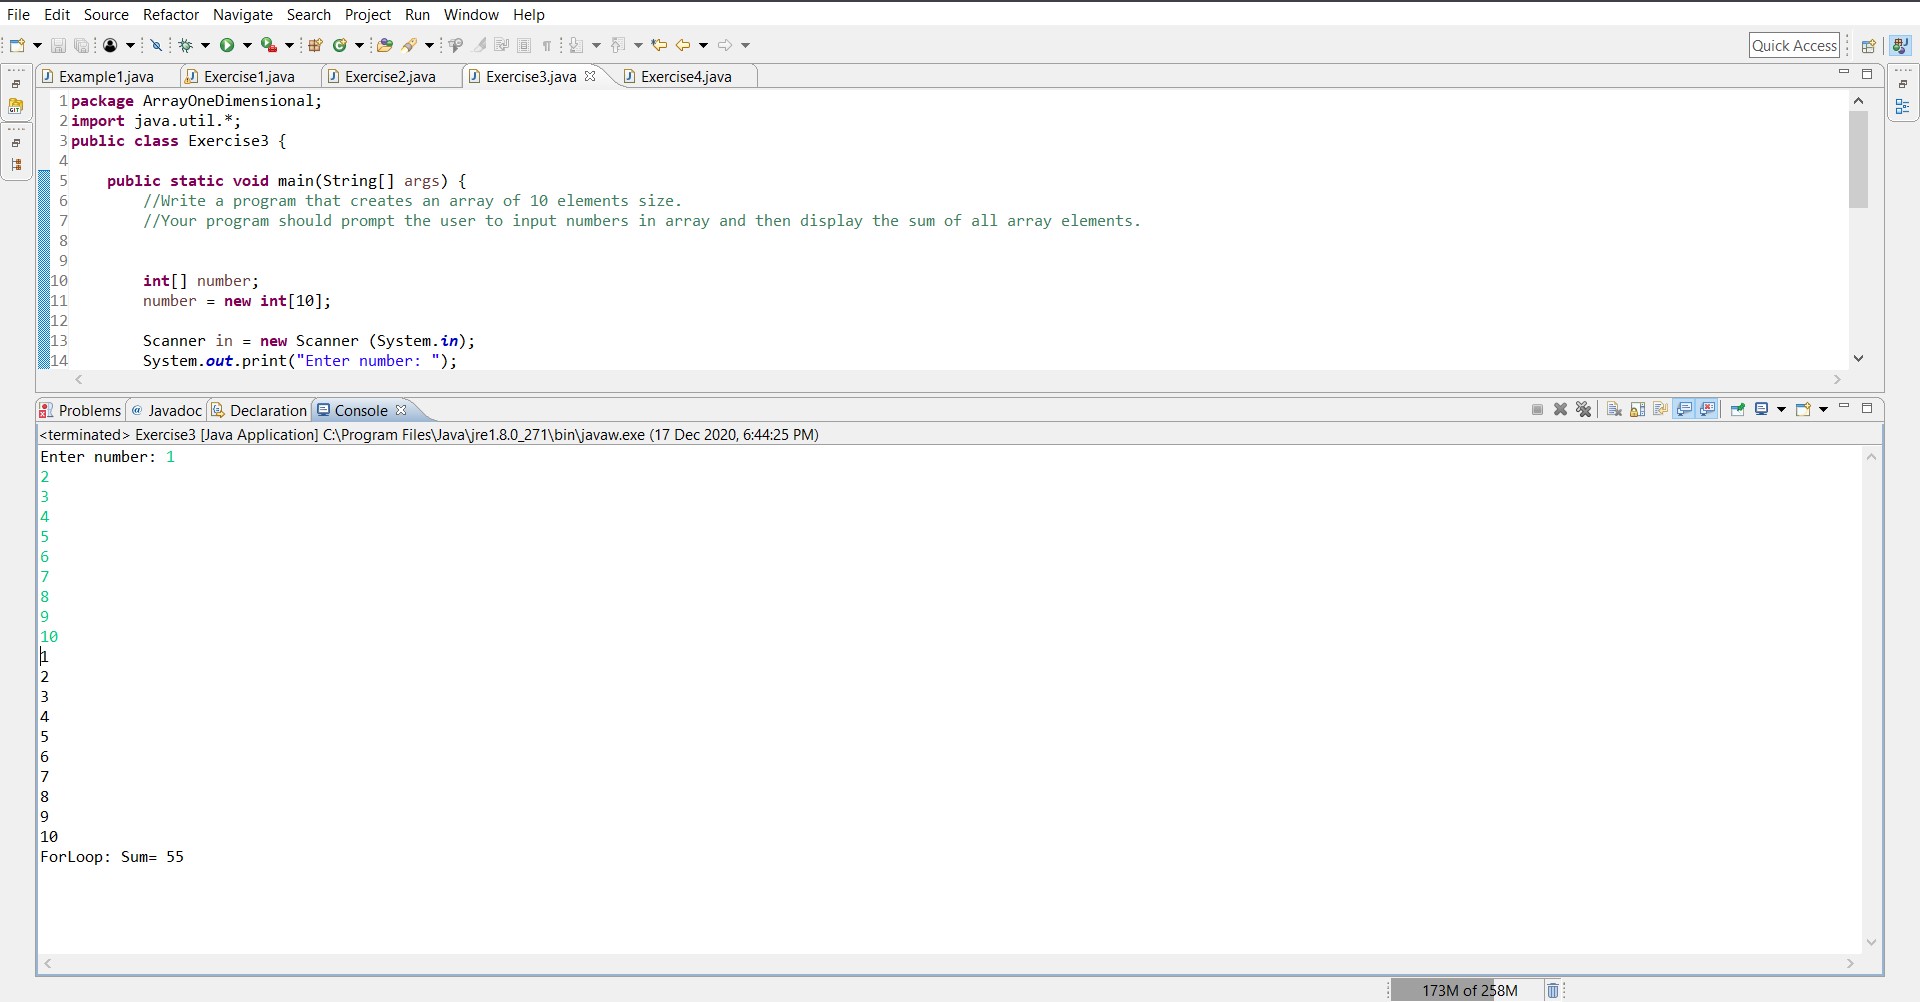 File Edit Source Refactor Navigate Search Project Run Window Help
Quick Access
Example1.java Exercise1.java Exercise2.java Exercise3.java Exercise4.java
1 package ArrayOneDimensional;
2 import java.util.*;
3 public class Exercise3 {
4
5 public static void main(String[] args) {
6 //Write a program that creates an array of 10 elements size.
7 //Your program should prompt the user to input numbers in array and then display the sum of all array elements.
8
9
10 int[] number;
11 number = new int[10];
12
13 Scanner in = new Scanner (System.in);
14 System.out.print("Enter number: ");
Problems @ Javadoc Declaration Console
<terminated> Exercise3 [Java Application] C:\Program Files\Java\jre1.8.0_271\bin\javaw.exe (17 Dec 2020, 6:44:25 PM)
Enter number: 1
2
3
4
5
6
7
8
9
10
1
2
3
4
5
6
7
8
9
10
ForLoop: Sum= 55
173M of 258M